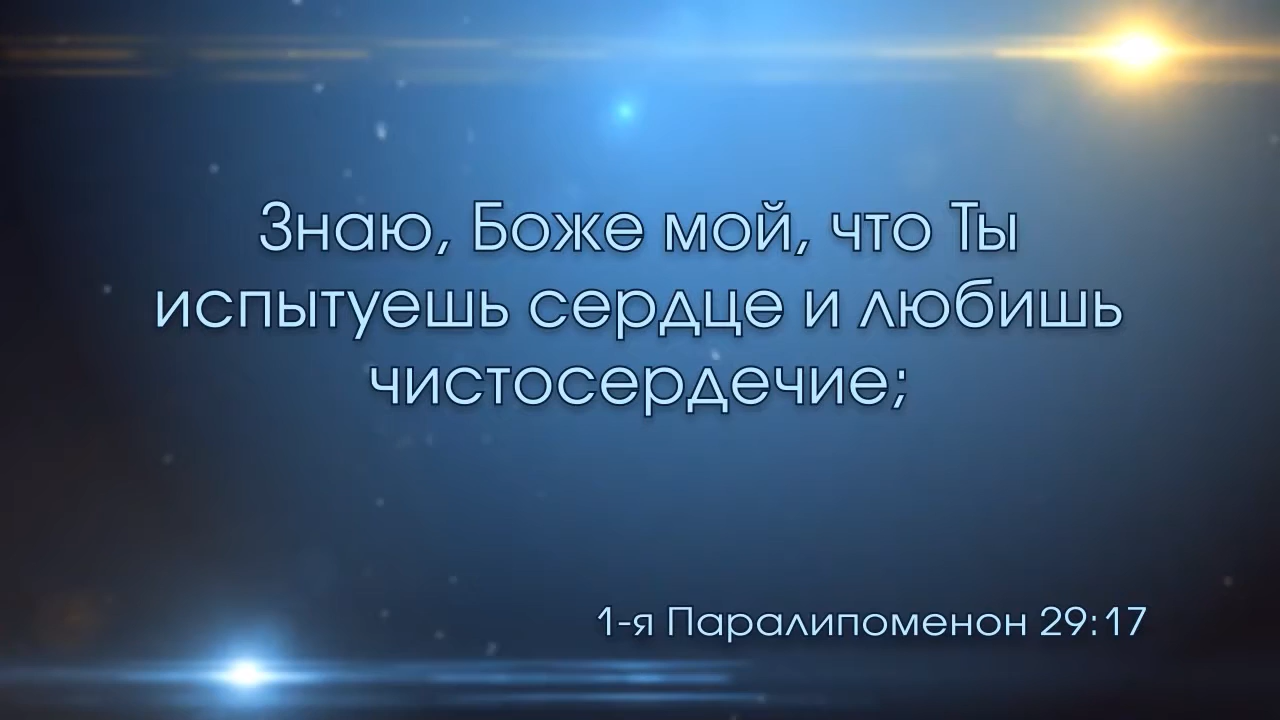 Знаю, Боже мой, что Ты
испытуешь сердце и любишь
чистосердечие;
1-я Паралипоменон 29:17